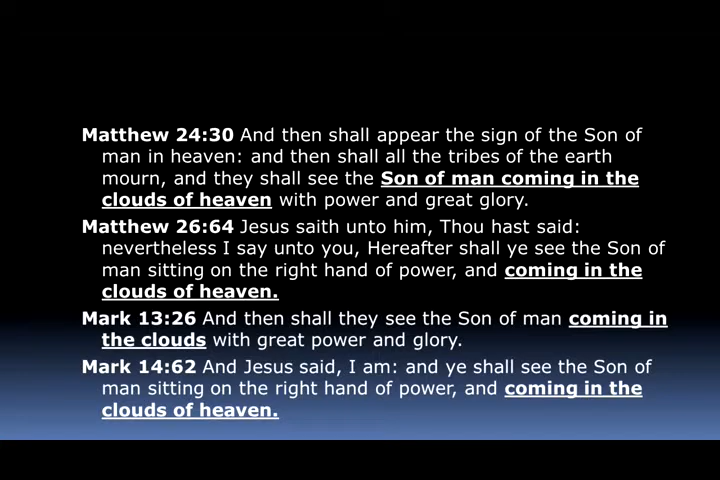 Matthew 24:30 And then shall appear the sign of the Son of
man in heaven: and then shall all the tribes of the earth
mourn, and they shall see the Son of man coming in the
clouds of heaven with power and great glory.
Matthew 26:64 Jesus saith unto him, Thou hast said:
nevertheless I say unto you, Hereafter shall ye see the Son of
man sitting on the right hand of power, and coming in the
clouds of heaven.
Mark 13:26 And then shall they see the Son of man coming in
the clouds with great power and glory.
Mark 14:62 And Jesus said, I am: and ye shall see the Son of
man sitting on the right hand of power, and coming in the
clouds of heaven.